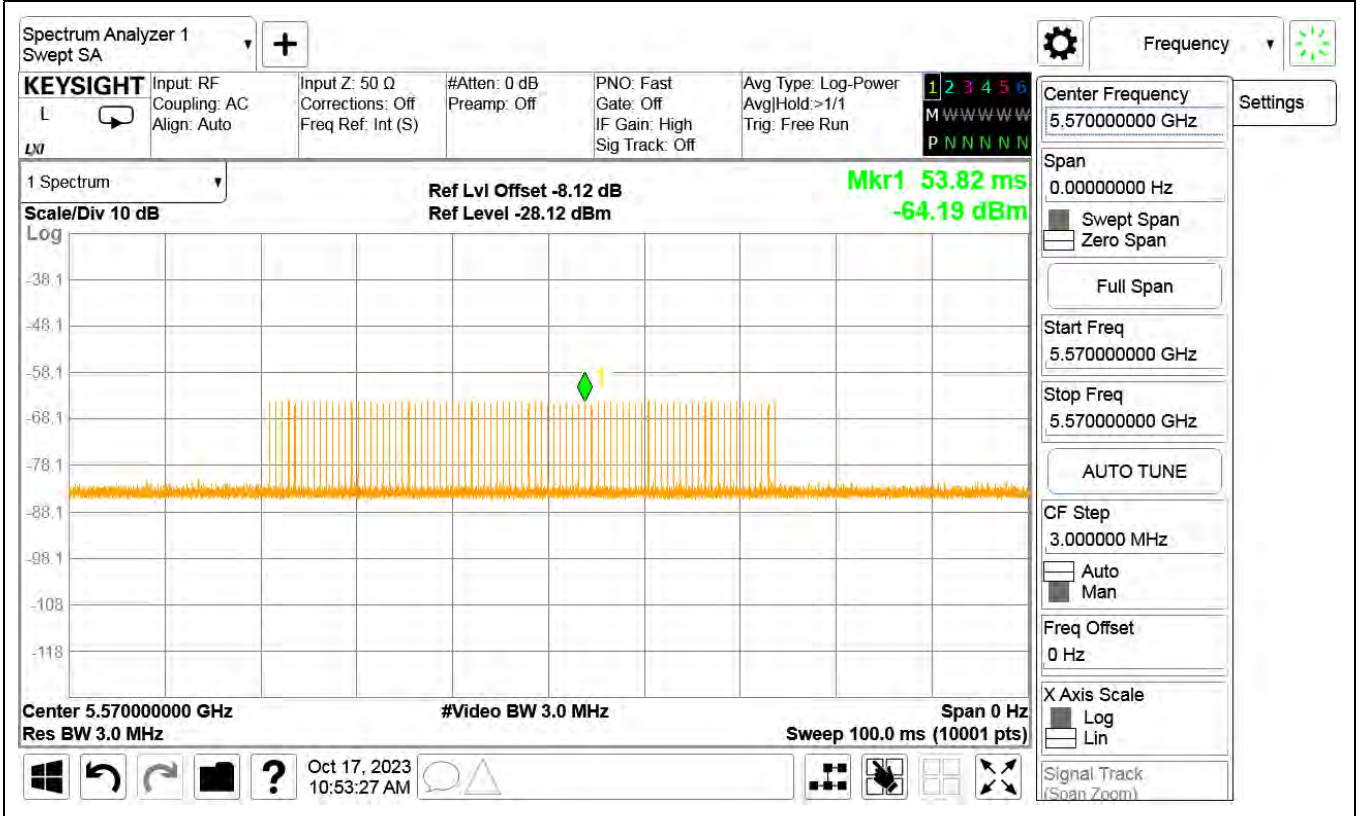 Spectrum Analyzer 1
Swept SA
+
Frequency
KEYSIGHT
L
LXI
Input: RF
Coupling: AC
Align: Auto
Input Z: 50 Ω
Corrections: Off
Freq Ref: Int (S)
#Atten: 0 dB
Preamp: Off
PNO: Fast
Gate: Off
IF Gain: High
Sig Track: Off
Avg Type: Log-Power
Avg|Hold:>1/1
Trig: Free Run
1 2 3 4 5 6
M W W W W W
P N N N N N
Center Frequency
5.570000000 GHz
Settings
1 Spectrum
Scale/Div 10 dB
Log
Ref Lvl Offset -8.12 dB
Ref Level -28.12 dBm
Mkr1 53.82 ms
-64.19 dBm
Span
0.00000000 Hz
Swept Span
Zero Span
Full Span
Start Freq
5.570000000 GHz
Stop Freq
5.570000000 GHz
AUTO TUNE
CF Step
3.000000 MHz
Auto
Man
Freq Offset
0 Hz
X Axis Scale
Log
Lin
Signal Track
(Span Zoom)
-38.1
-48.1
-58.1
1
-68.1
-78.1
-88.1
-98.1
-108
-118
Center 5.570000000 GHz
#Video BW 3.0 MHz
Span 0 Hz
Res BW 3.0 MHz
Sweep 100.0 ms (10001 pts)
?
Oct 17, 2023
10:53:27 AM